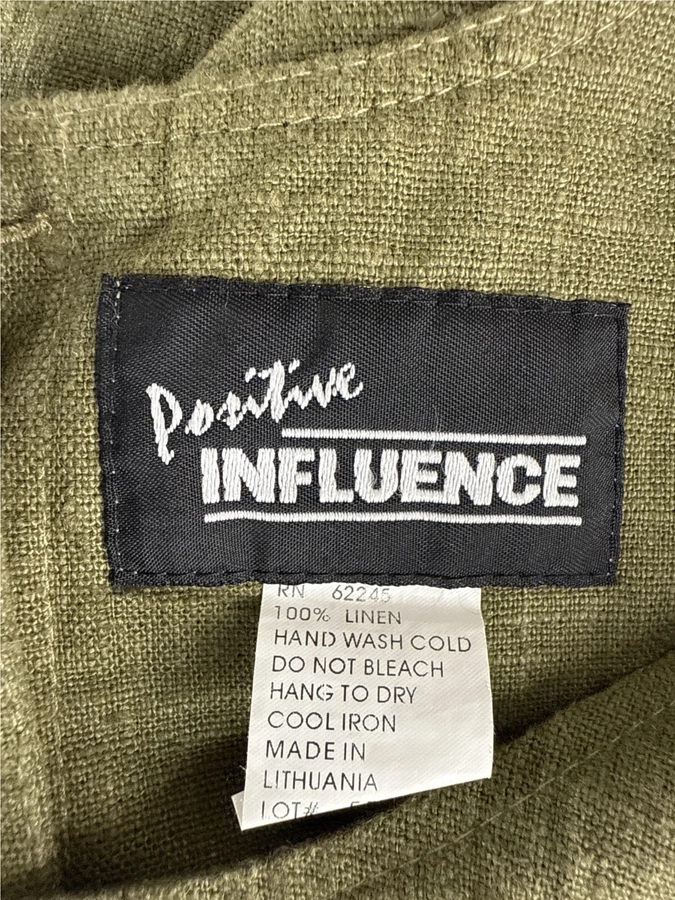 Positive
INFLUENCE
RN 62245
100% LINEN
HAND WASH COLD
DO NOT BLEACH
HANG TO DRY
COOL IRON
MADE IN
LITHUANIA
LOT#